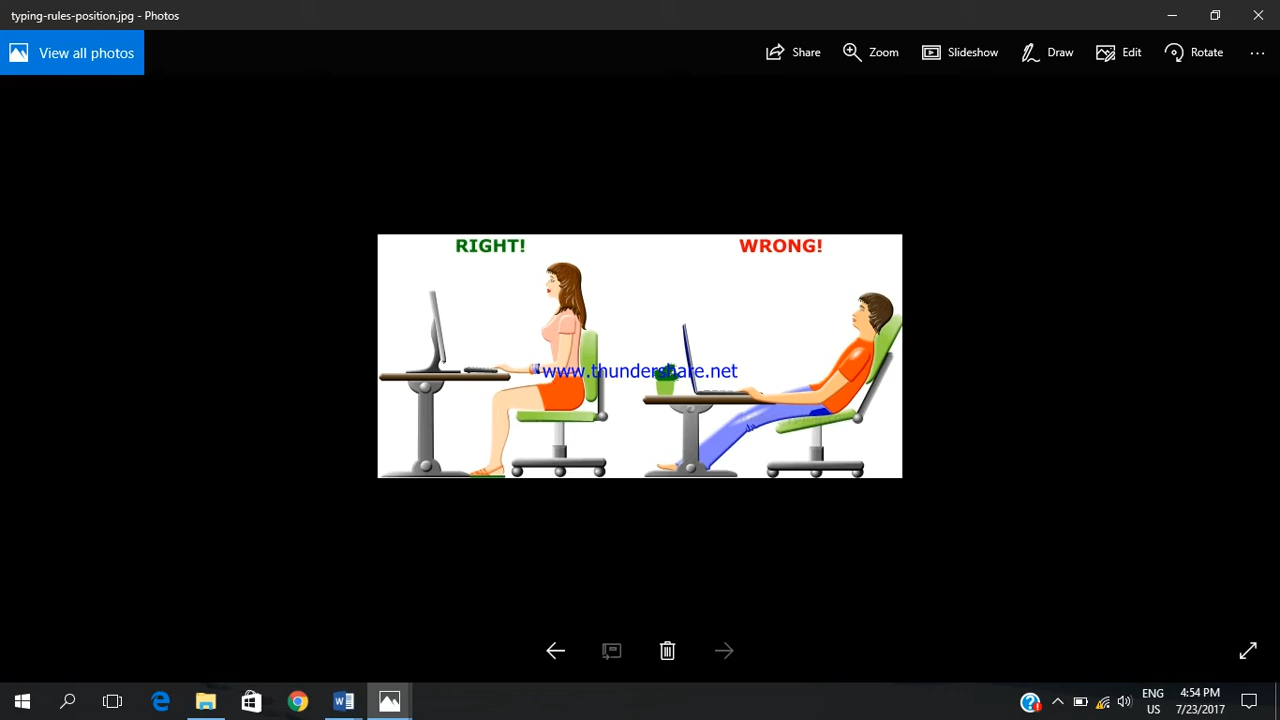 typing-rules-position.jpg - Photos
View all photos
Share
Zoom
Slideshow
Draw
Edit
Rotate
RIGHT!
WRONG!
www.thundershare.net
ENG
US
4:54 PM
7/23/2017